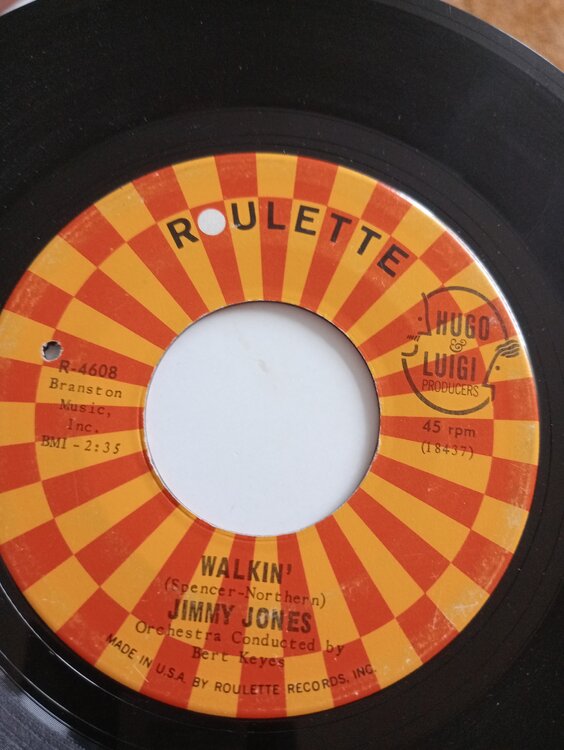 ROULETTE
HUGO
&
LUIGI
PRODUCERS
R-4608
Branston
Music,
Inc.
BMI - 2:35
45 rpm
(18437)
WALKIN'
(Spencer-Northern)
JIMMY JONES
Orchestra Conducted by
Bert Keyes
MADE IN U.S.A. BY ROULETTE RECORDS, INC.